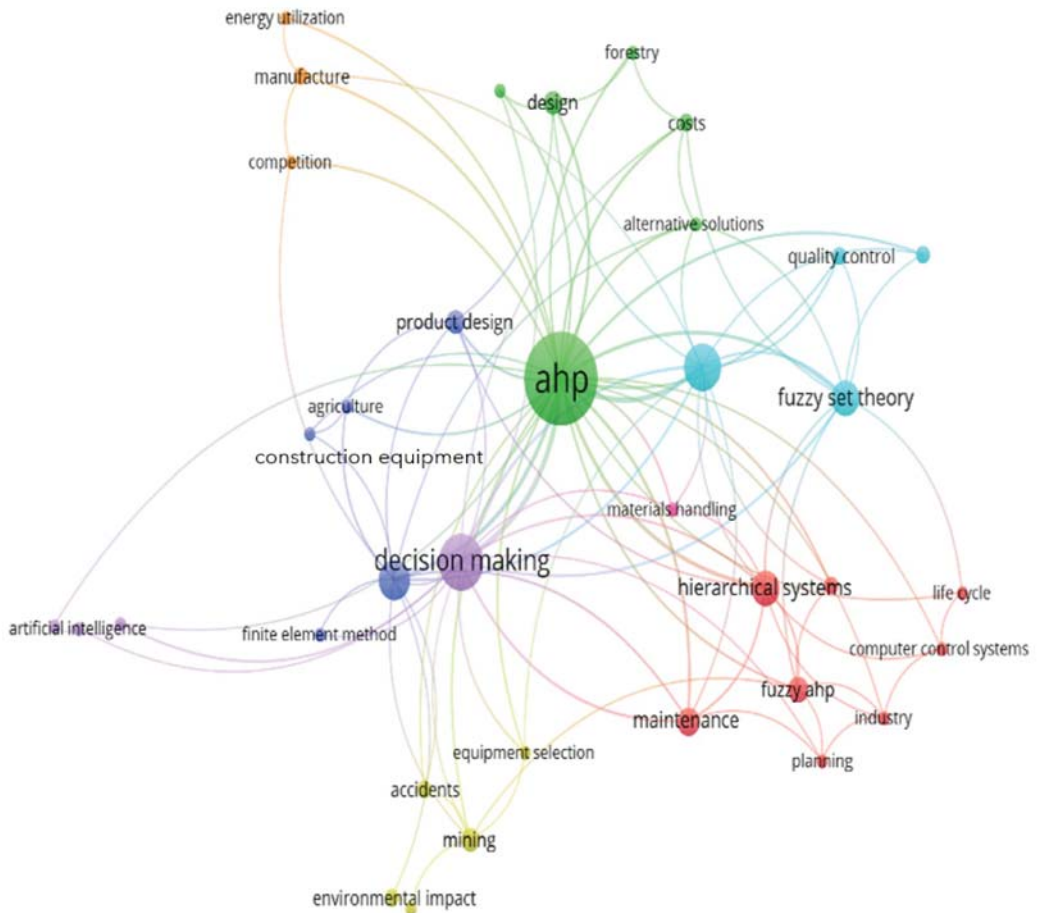 energy utilization
forestry
manufacture
design
costs
competition
alternative solutions
quality control
product design
ahp
fuzzy set theory
agriculture
construction equipment
materials handling
decision making
hierarchical systems
life cycle
artificial intelligence
finite element method
computer control systems
fuzzy ahp
maintenance
industry
equipment selection
planning
accidents
mining
environmental impact